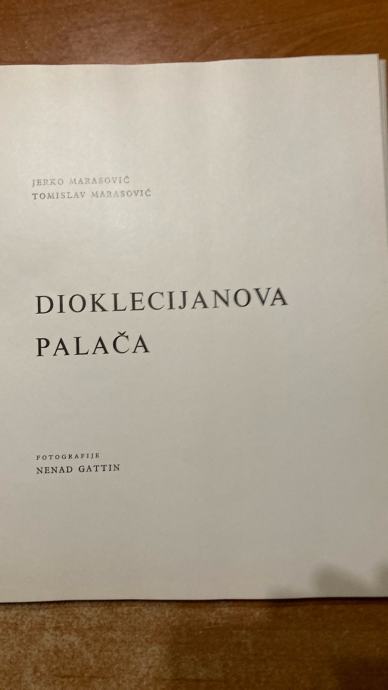 JERKO MARASOVIĆ
TOMISLAV MARASOVIĆ
DIOKLECIJANOVA
PALAČA
FOTOGRAFIJE
NENAD GATTIN